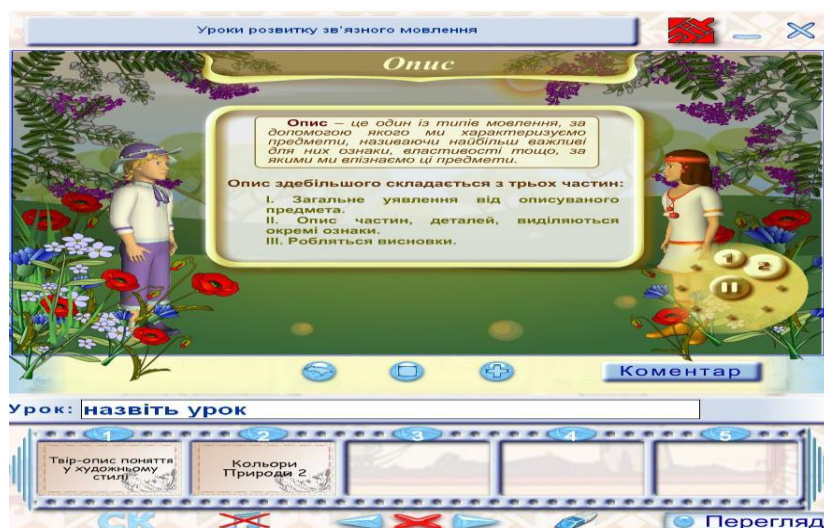 Уроки розвитку зв'язного мовлення
Опис
Опис – це один із типів мовлення, за
допомогою якого ми характеризуємо
предмети, називаючи найбільш важливі
для них ознаки, властивості тощо, за
якими ми впізнаємо ці предмети.
Опис здебільшого складається з трьох частин:
I. Загальне уявлення від описуваного
предмета.
II. Опис частин, деталей, виділяються
окремі ознаки.
III. Робляться висновки.
1 2
Коментар
Урок: назвіть урок
1 2 3 4 5
Твір-опис поняття
у художньому
стилі
Кольори
Природи 2
СК
Перегляд